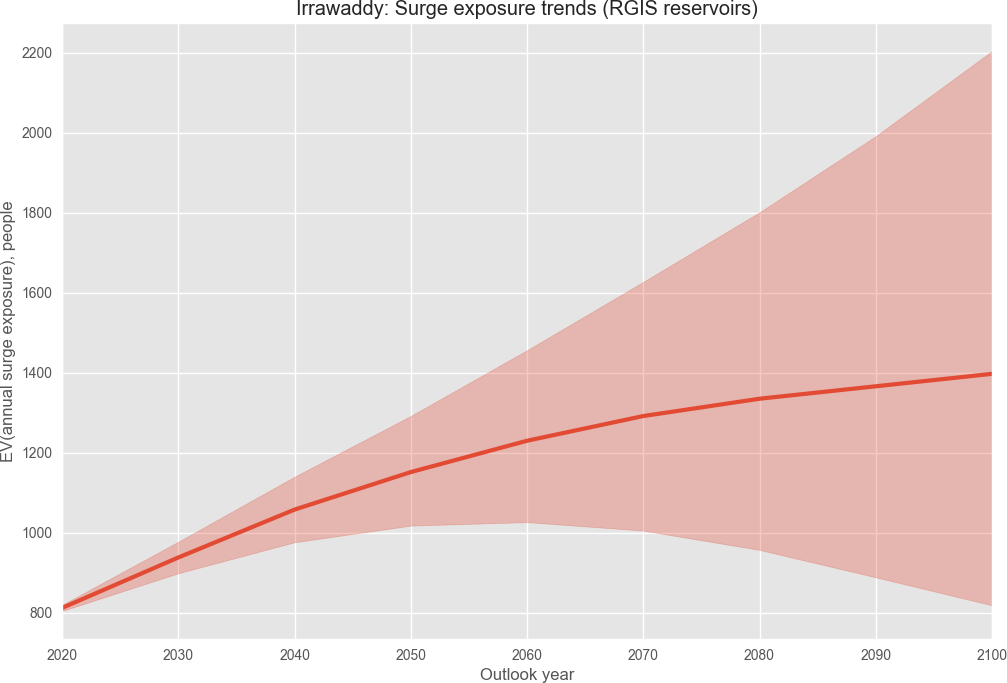 Irrawaddy: Surge exposure trends (RGIS reservoirs)
EV(annual surge exposure), people
2200
2000
1800
1600
1400
1200
1000
800
2020 2030 2040 2050 2060 2070 2080 2090 2100
Outlook year